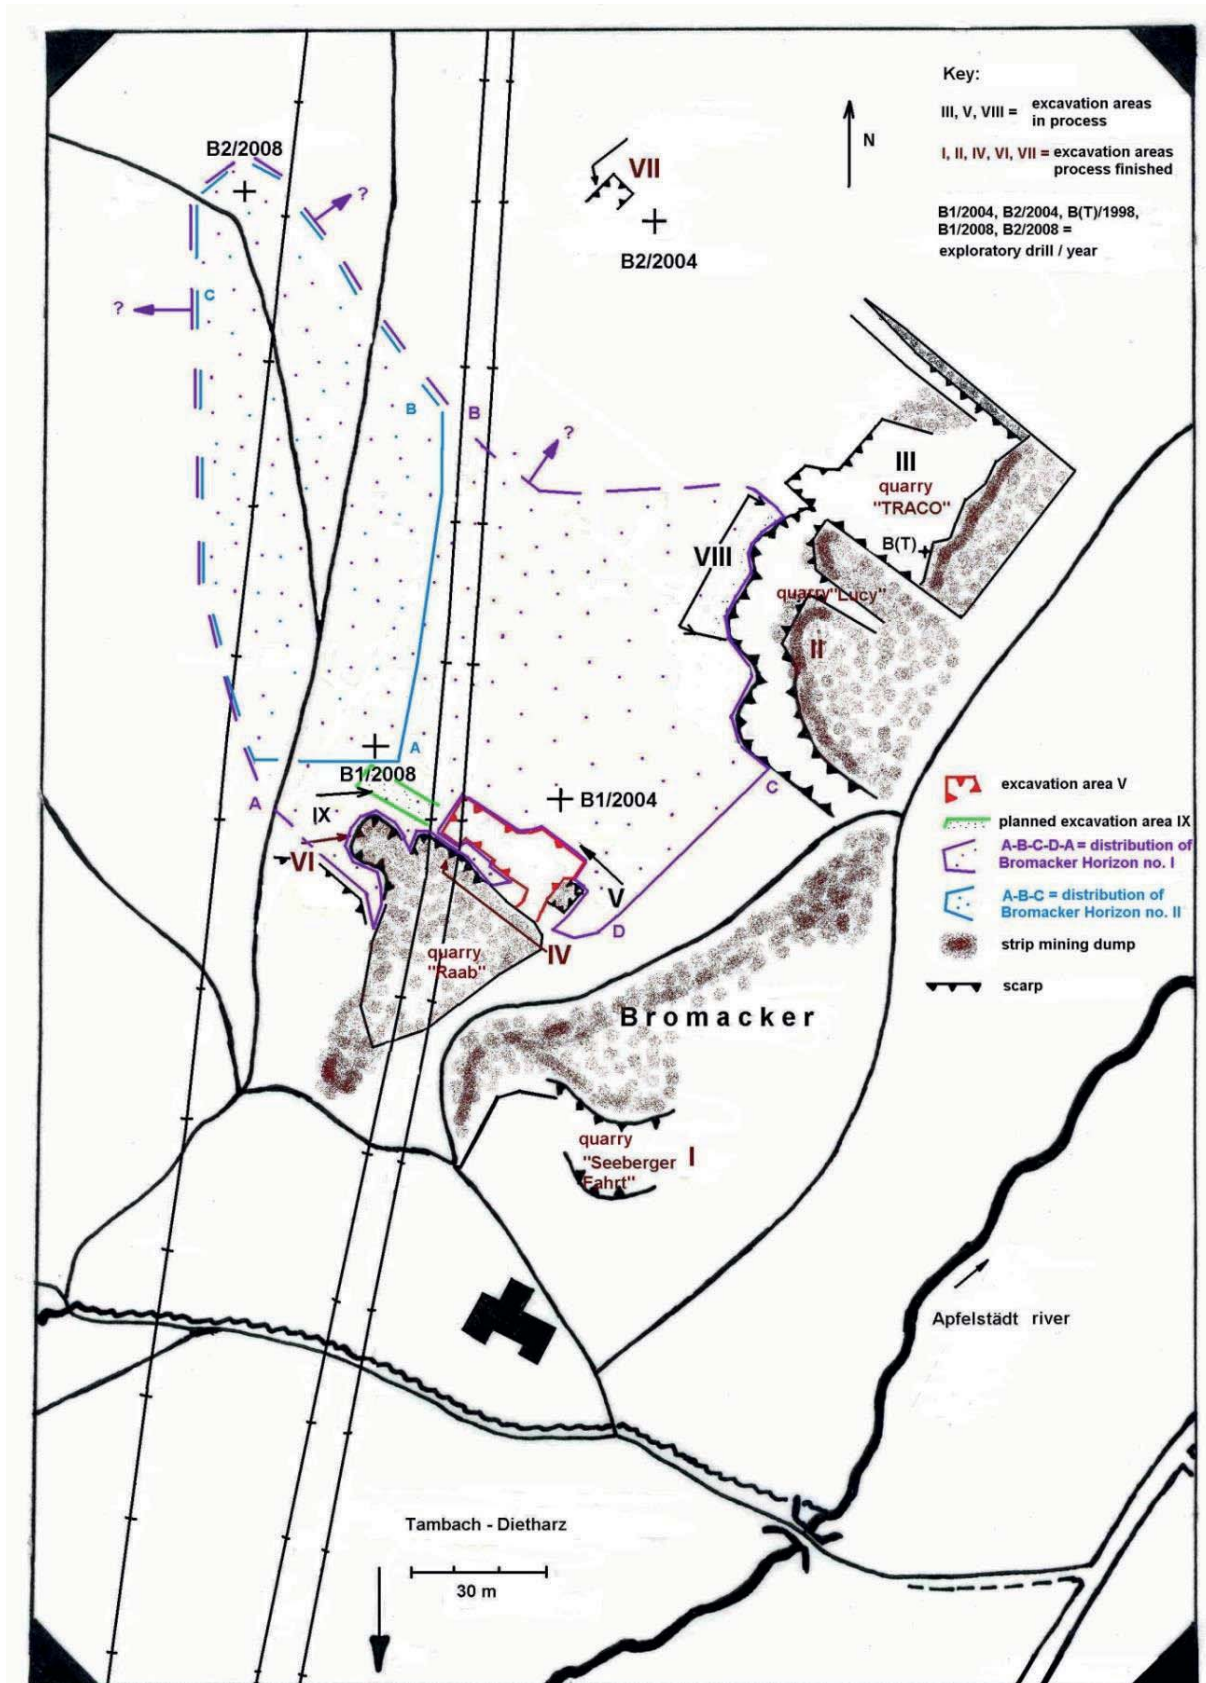 Key:
III, V, VIII = excavation areas
in process
I, II, IV, VI, VII = excavation areas
process finished
B1/2004, B2/2004, B(T)/1998,
B1/2008, B2/2008 =
exploratory drill / year
N
B2/2008
VII
B2/2004
?
?
C
B
B
?
III
quarry
"TRACO"
B(T)
VIII
quarry "Lucy"
II
A
B1/2008
A
IX
VI
B1/2004
C
V
D
IV
quarry
"Raab"
excavation area V
planned excavation area IX
A-B-C-D-A = distribution of
Bromacker Horizon no. I
A-B-C = distribution of
Bromacker Horizon no. II
strip mining dump
scarp
Bromacker
quarry
"Seeberger
Fahrt"
I
Apfelstädt river
Tambach - Dietharz
30 m